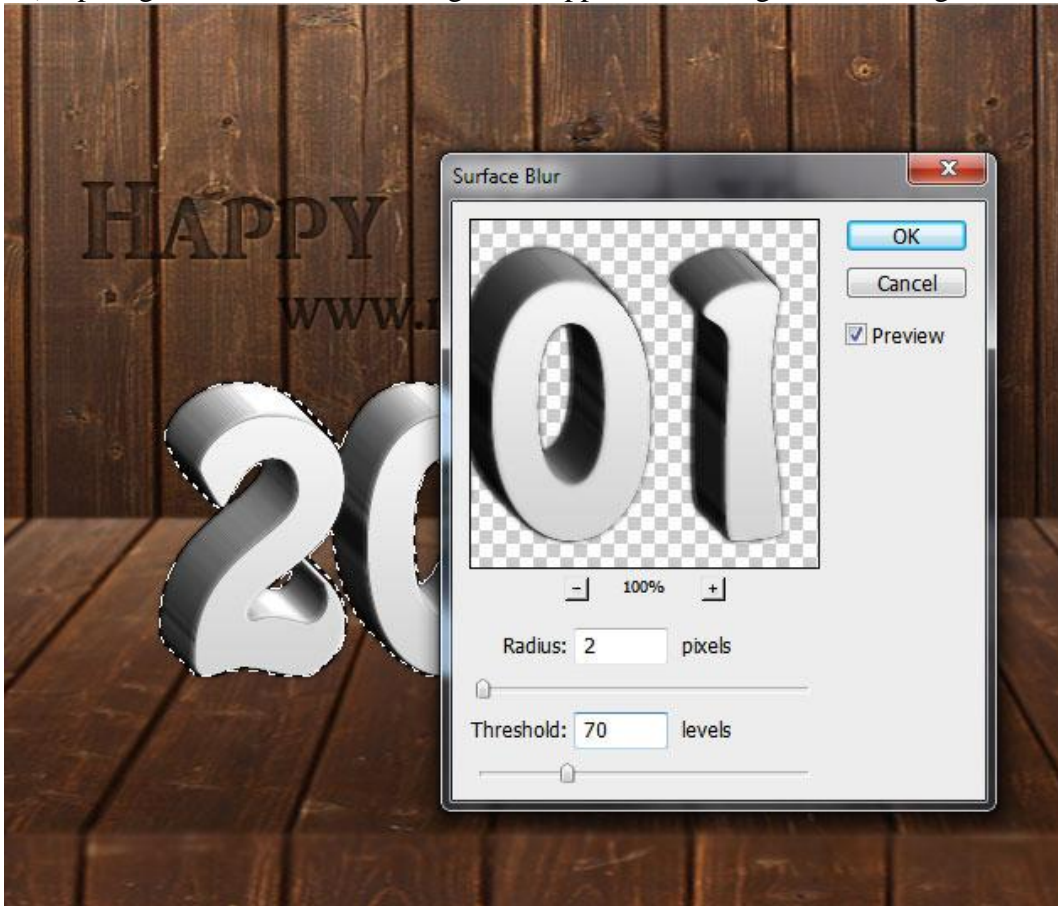 Surface Blur
OK
Cancel
Preview
HAPPY
www.
20
01
100%
Radius: 2 pixels
Threshold: 70 levels